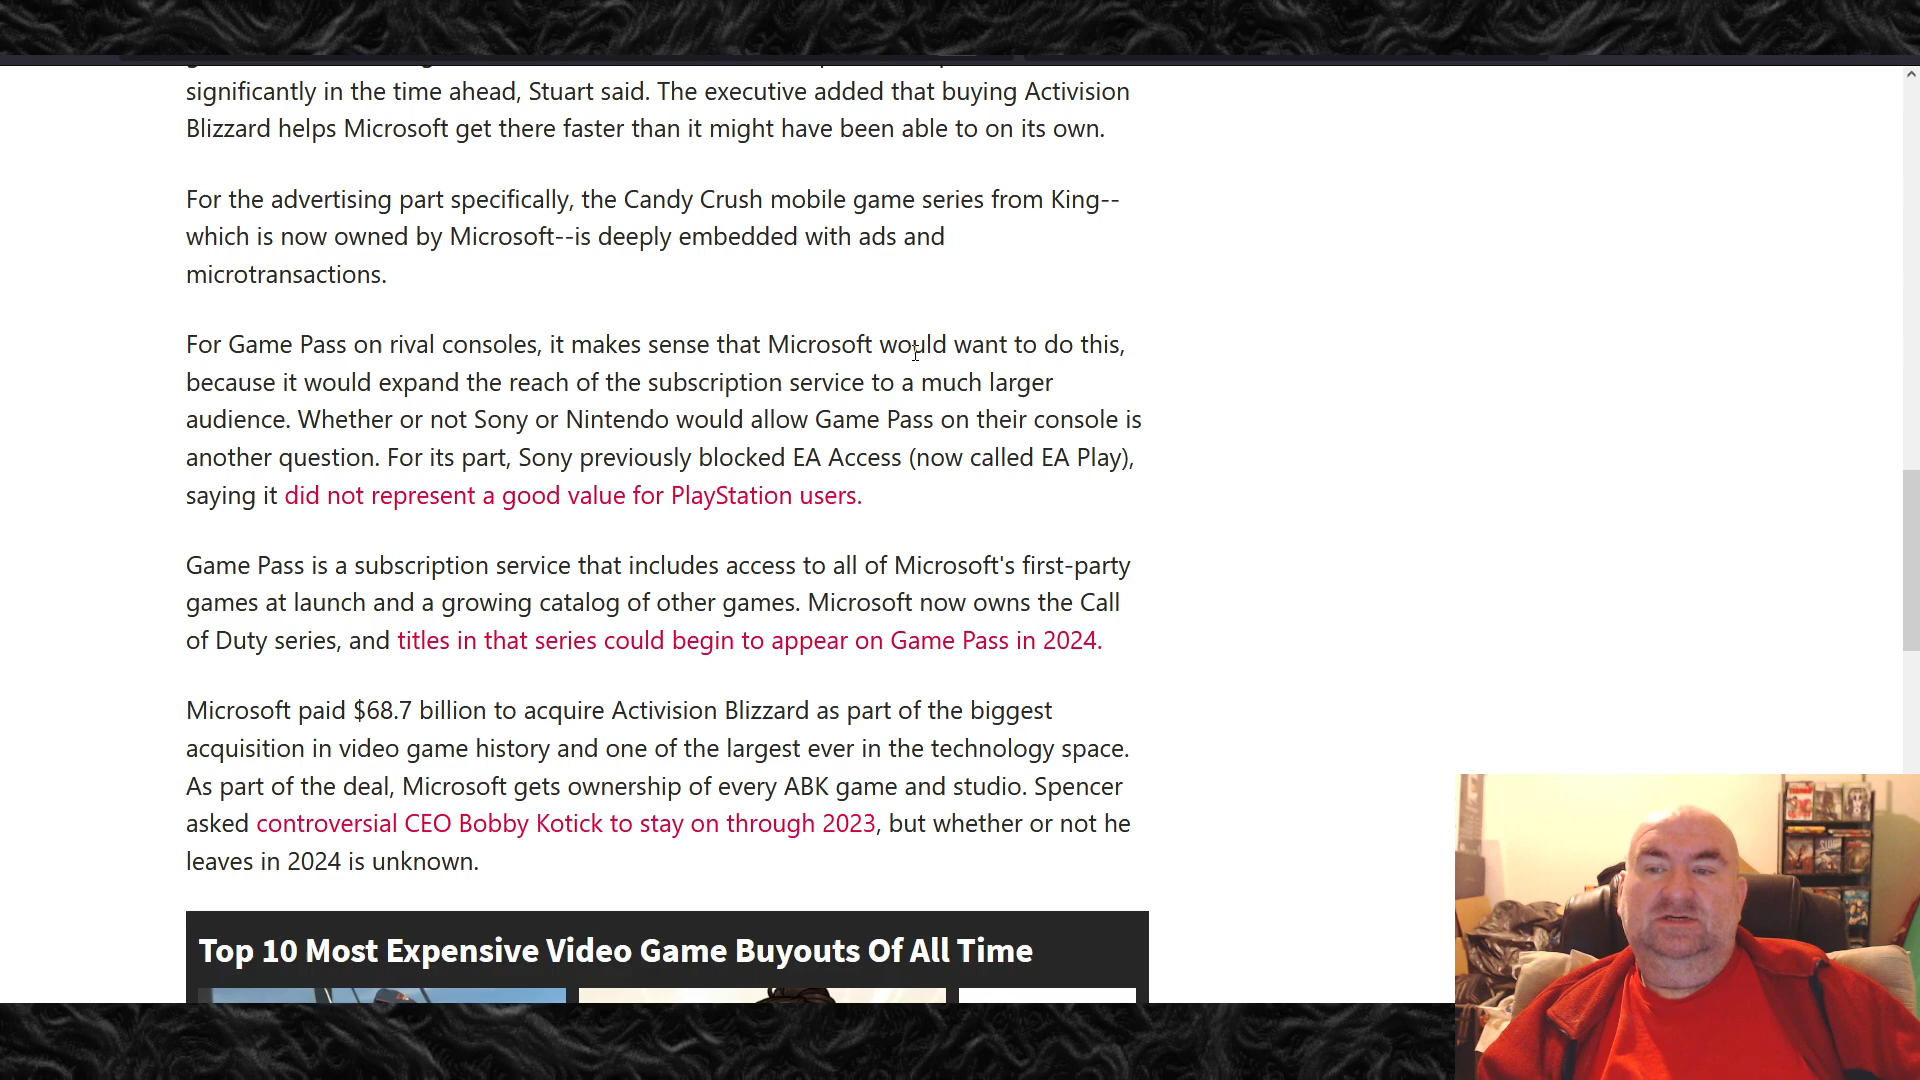 significantly in the time ahead, Stuart said. The executive added that buying Activision
Blizzard helps Microsoft get there faster than it might have been able to on its own.
For the advertising part specifically, the Candy Crush mobile game series from King--
which is now owned by Microsoft--is deeply embedded with ads and
microtransactions.
For Game Pass on rival consoles, it makes sense that Microsoft would want to do this,
because it would expand the reach of the subscription service to a much larger
audience. Whether or not Sony or Nintendo would allow Game Pass on their console is
another question. For its part, Sony previously blocked EA Access (now called EA Play),
saying it did not represent a good value for PlayStation users.
Game Pass is a subscription service that includes access to all of Microsoft's first-party
games at launch and a growing catalog of other games. Microsoft now owns the Call
of Duty series, and titles in that series could begin to appear on Game Pass in 2024.
Microsoft paid $68.7 billion to acquire Activision Blizzard as part of the biggest
acquisition in video game history and one of the largest ever in the technology space.
As part of the deal, Microsoft gets ownership of every ABK game and studio. Spencer
asked controversial CEO Bobby Kotick to stay on through 2023, but whether or not he
leaves in 2024 is unknown.
Top 10 Most Expensive Video Game Buyouts Of All Time